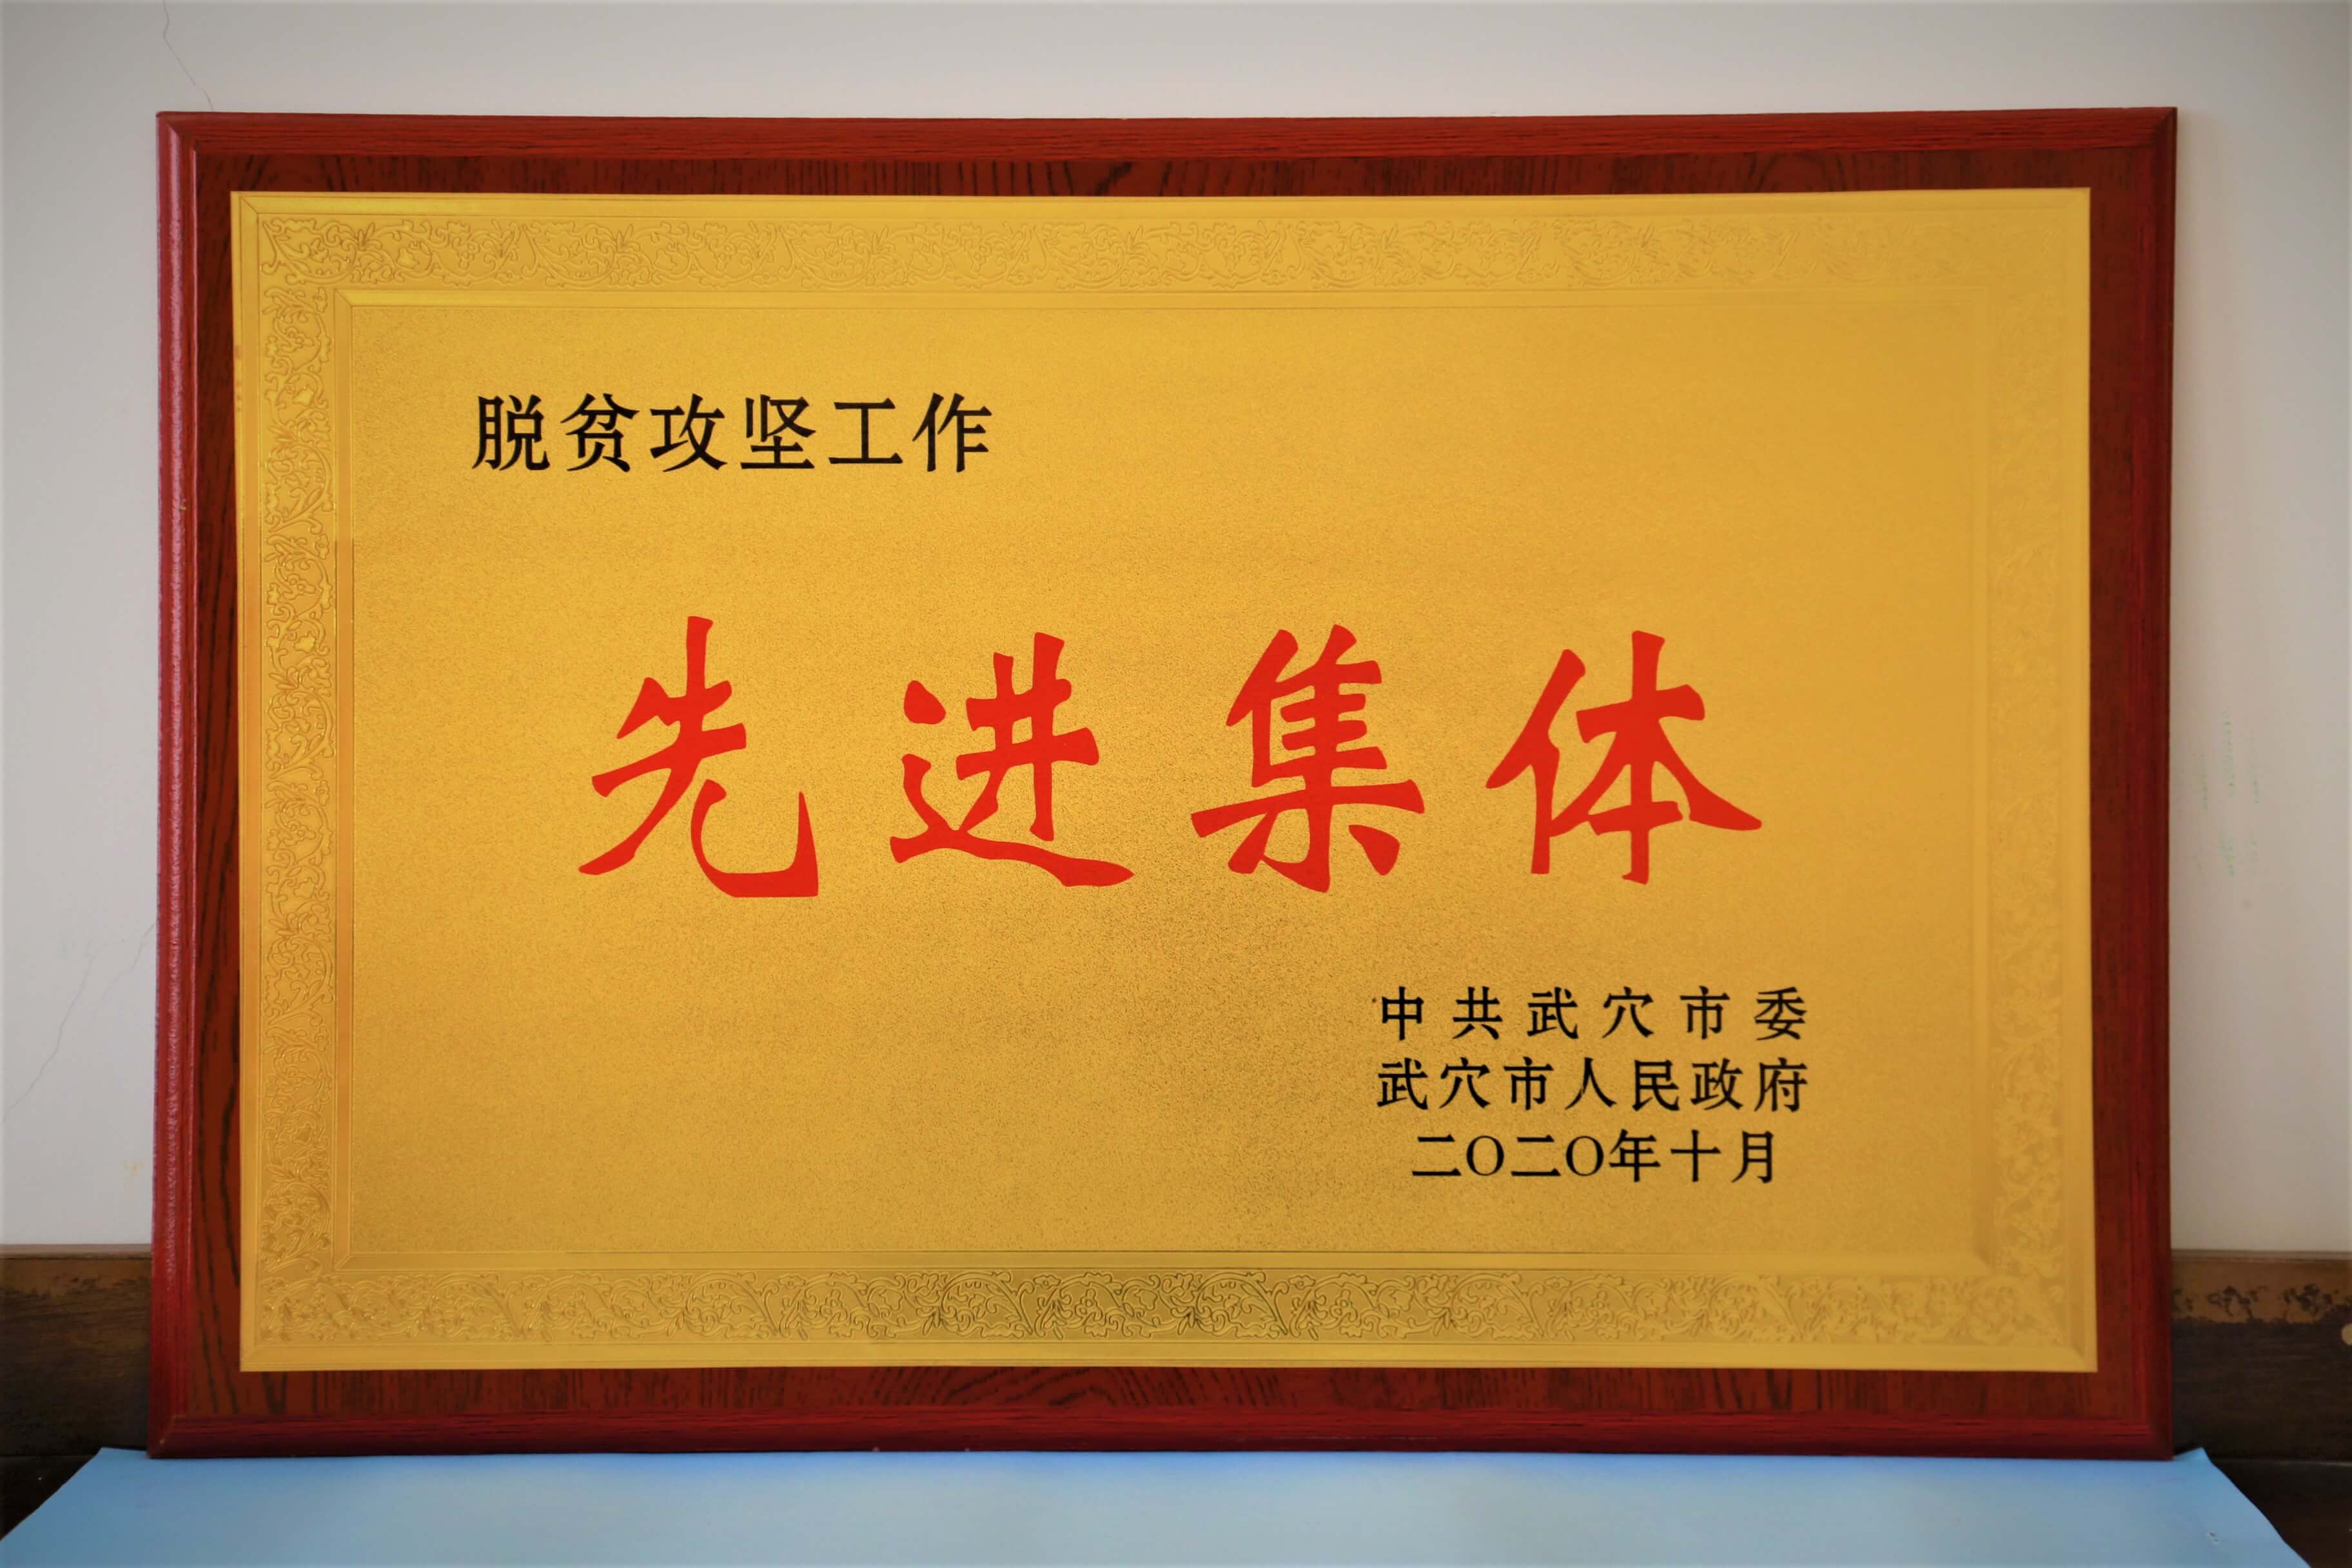 脱贫攻坚工作
先进集体
中共武穴市委
武穴市人民政府
二〇二〇年十月